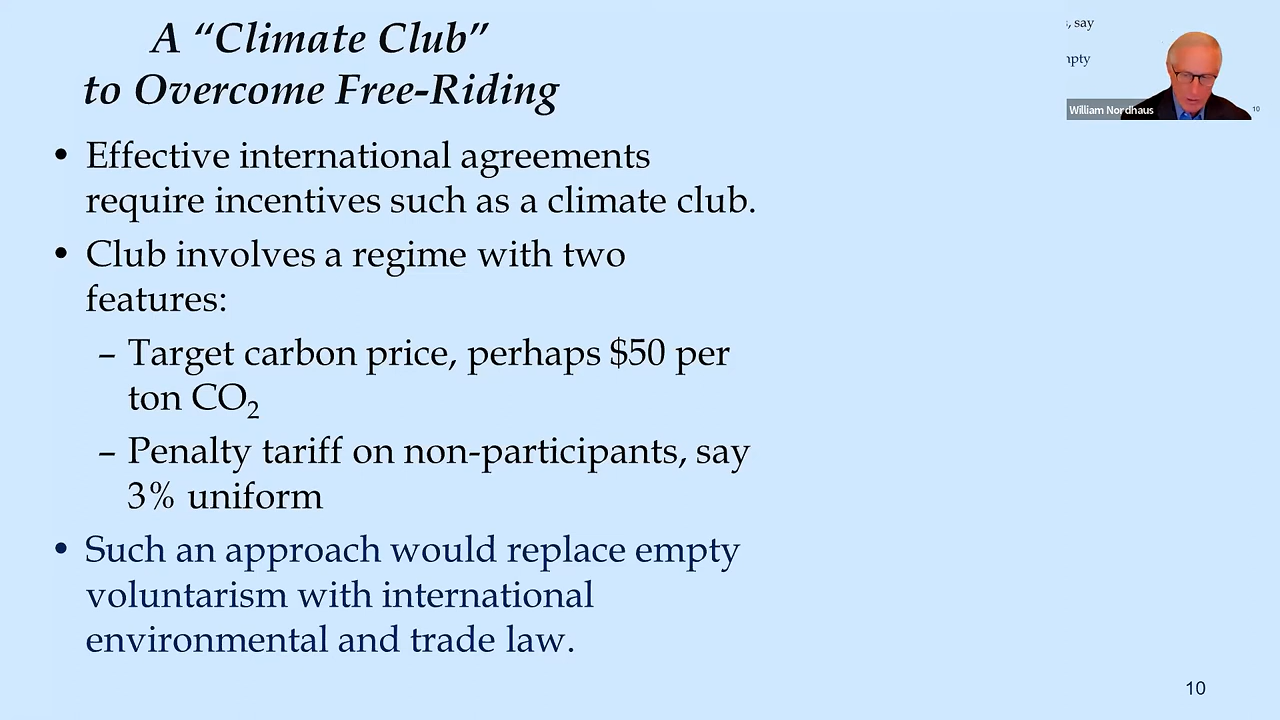 A “Climate Club”
to Overcome Free-Riding
• Effective international agreements
require incentives such as a climate club.
• Club involves a regime with two
features:
– Target carbon price, perhaps $50 per
ton CO₂
– Penalty tariff on non-participants, say
3% uniform
• Such an approach would replace empty
voluntarism with international
environmental and trade law.
10
, say
npty
William Nordhaus
10